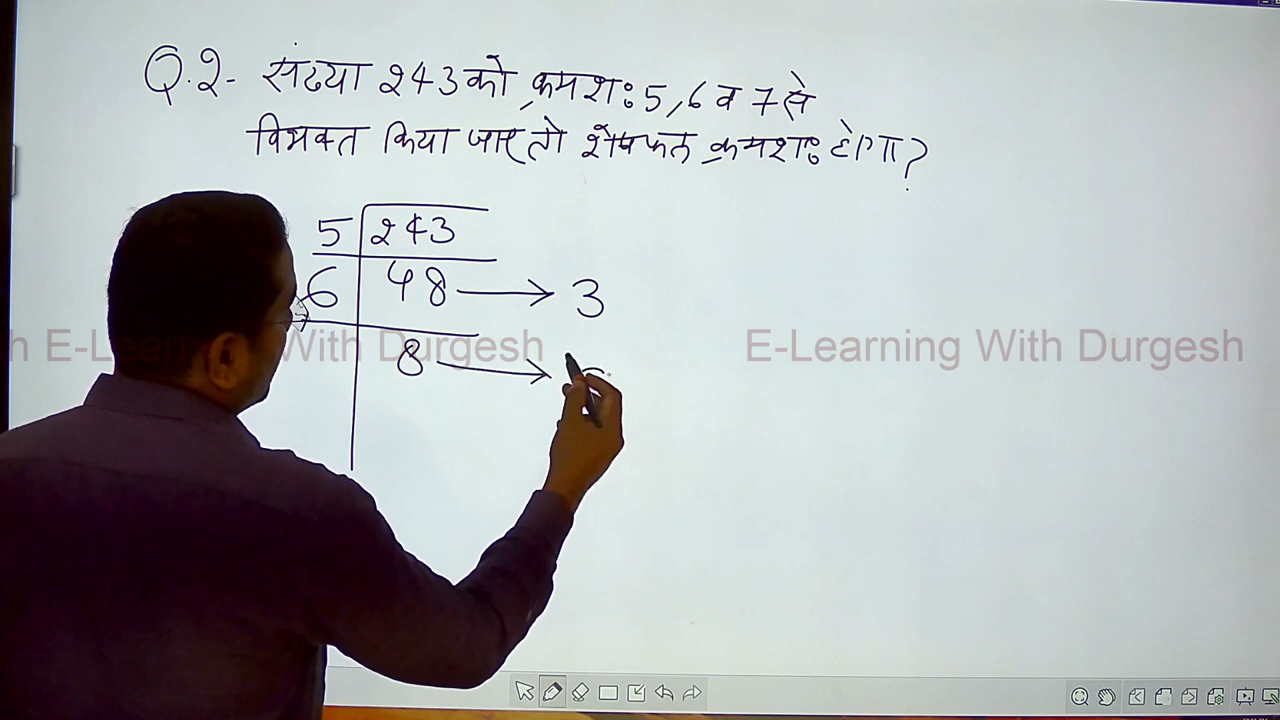 Q.2- संख्या 243 को क्रमशः 5, 6 व 7 से
विभक्त किया जाए तो शेषफल क्रमशः होगा?
5 243
6 48 → 3
h E-Learning With Durgesh E-Learning With Durgesh
8 →